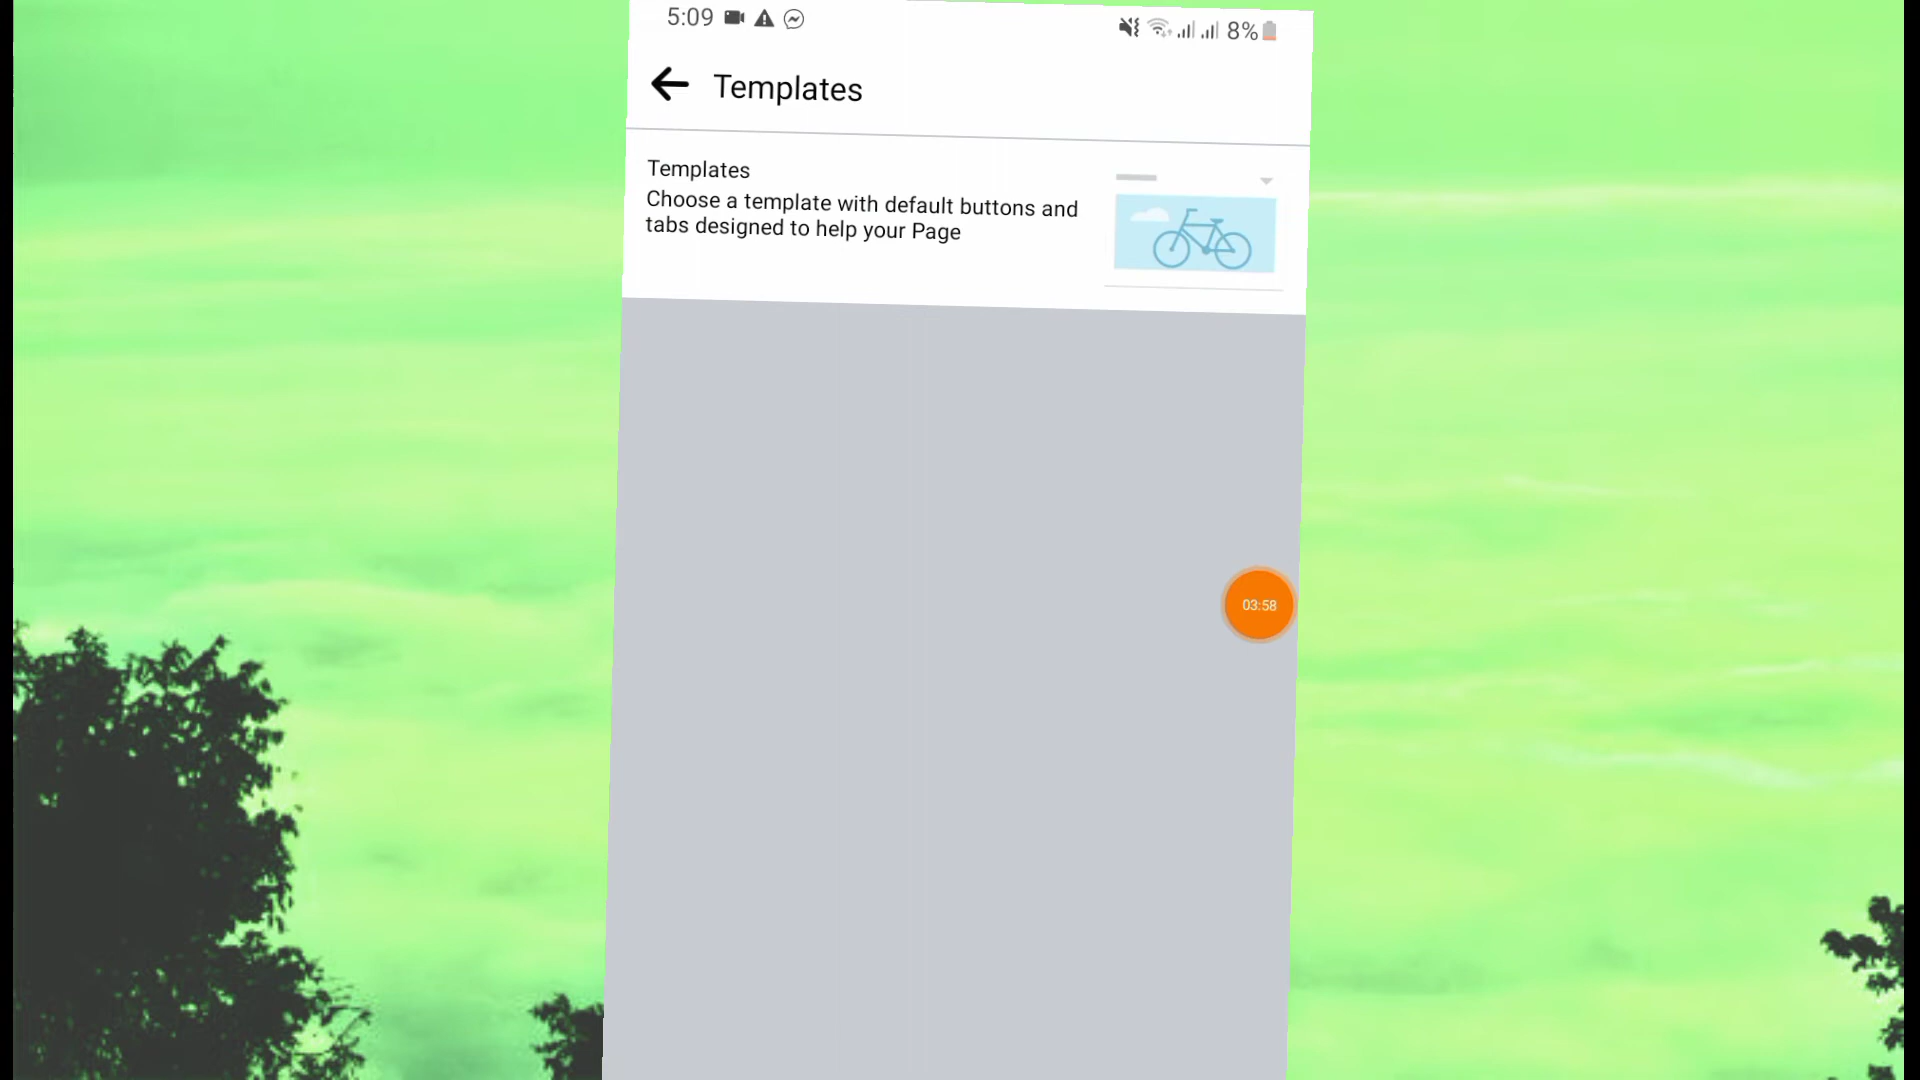 5:09
8%
Templates
Templates
Choose a template with default buttons and
tabs designed to help your Page
03:58